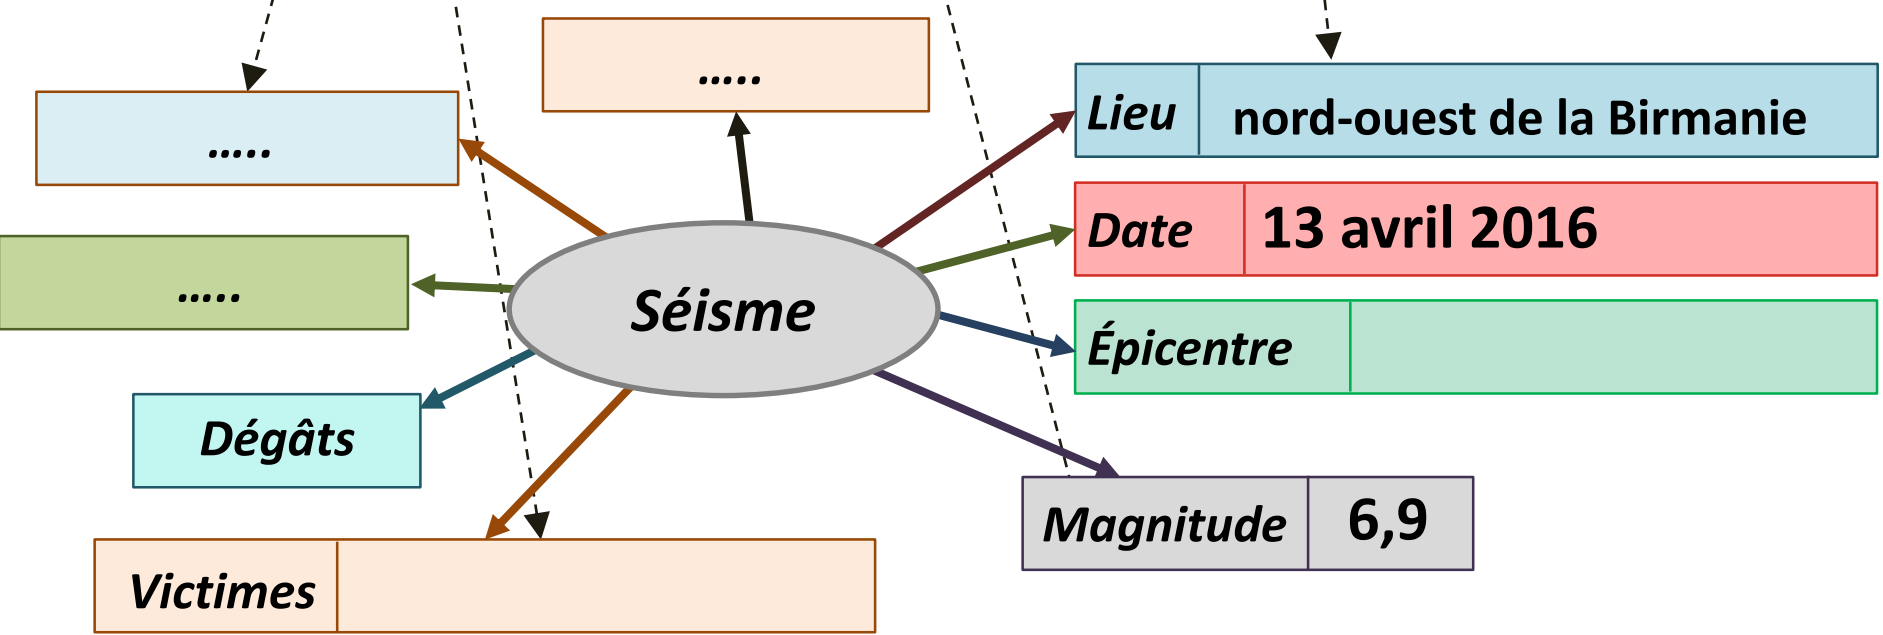 .....
.....
Lieu nord-ouest de la Birmanie
Date 13 avril 2016
.....
Séisme
Épicentre
Dégâts
Magnitude 6,9
Victimes